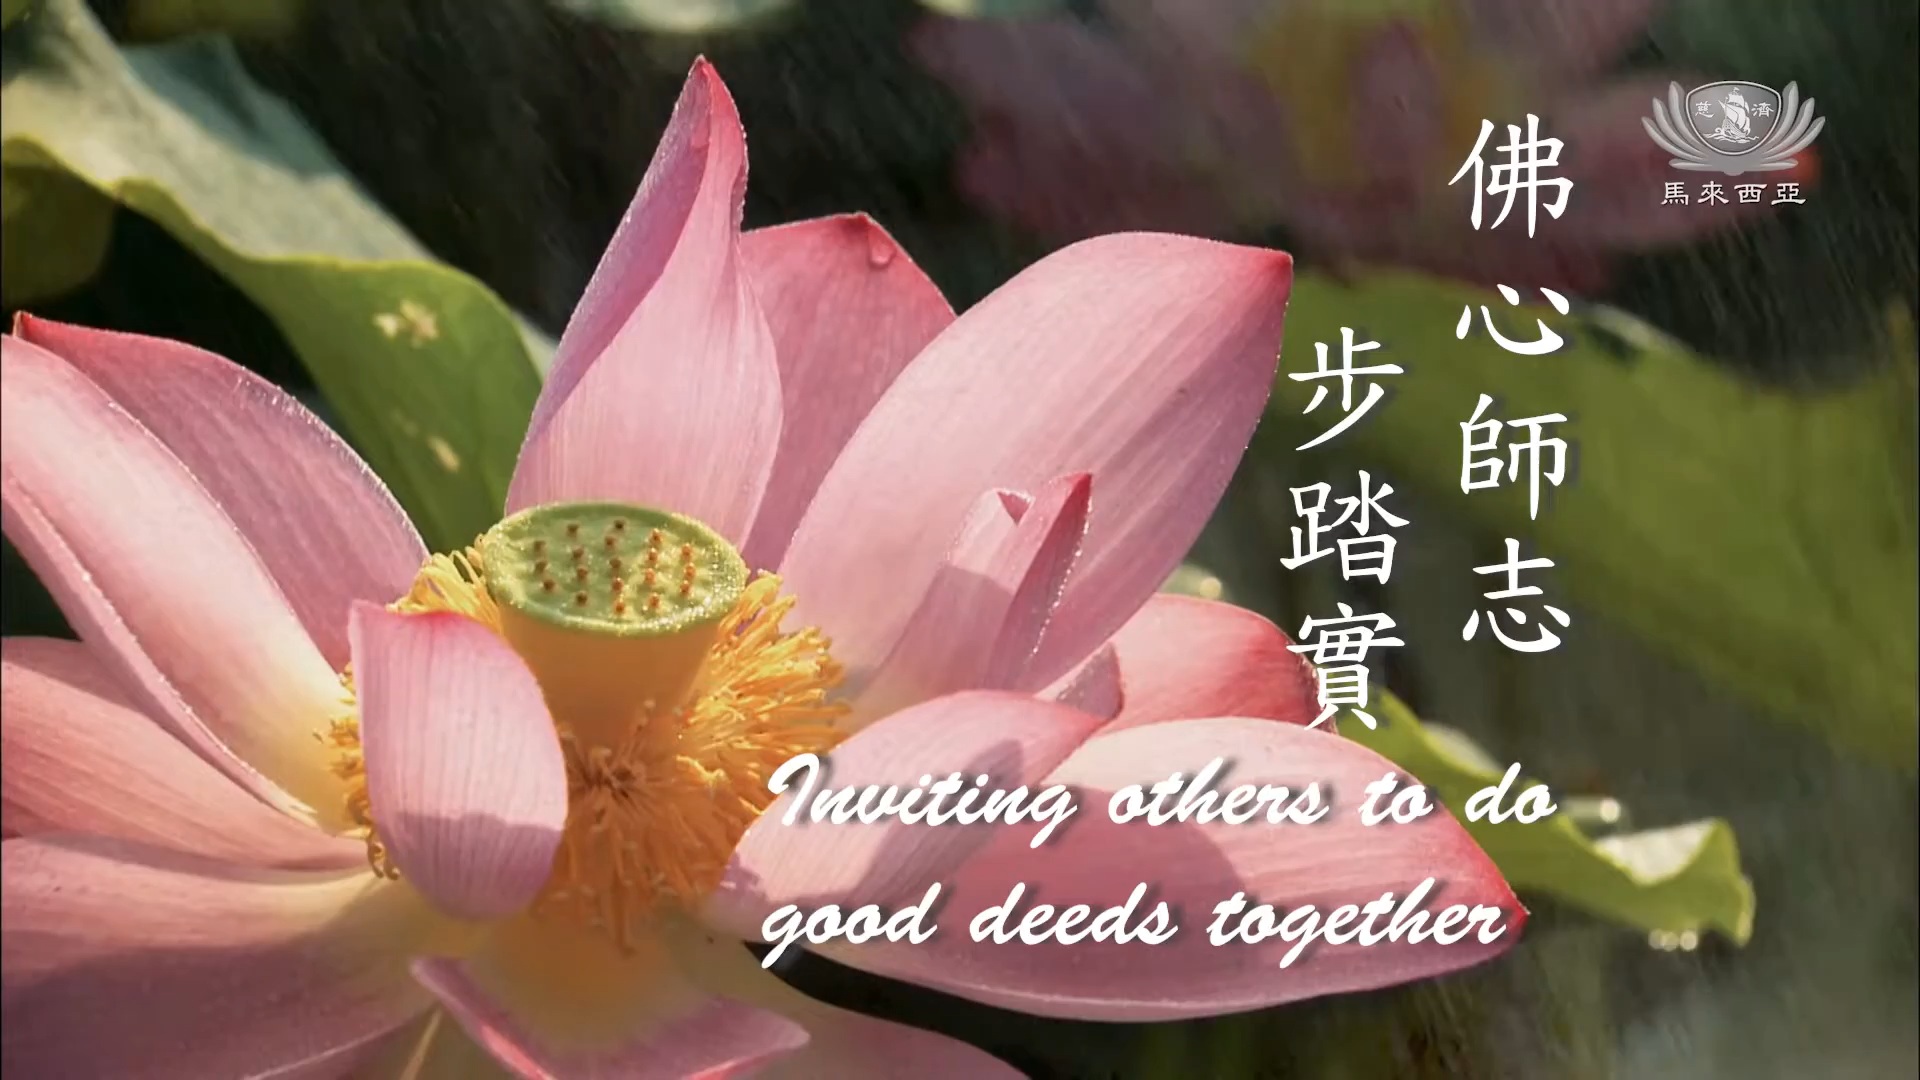 佛心師志
步踏實
慈濟
馬來西亞
Inviting others to do
good deeds together